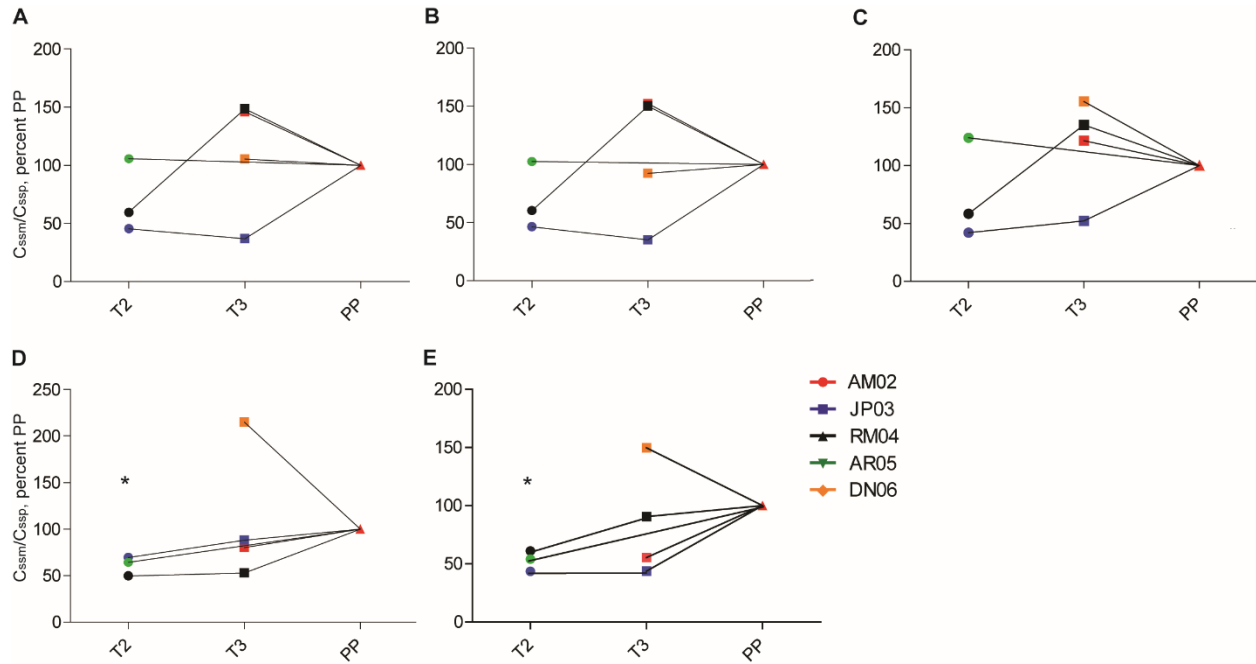 A
Cssm/Cssp, percent PP
200
150
100
50
0
T2
T3
PP
B
200
150
100
50
0
T2
T3
PP
C
200
150
100
50
0
T2
T3
PP
D
Cssm/Cssp, percent PP
250
200
150
100
50
0
*
T2
T3
PP
E
200
150
100
50
0
*
T2
T3
PP
AM02
JP03
RM04
AR05
DN06